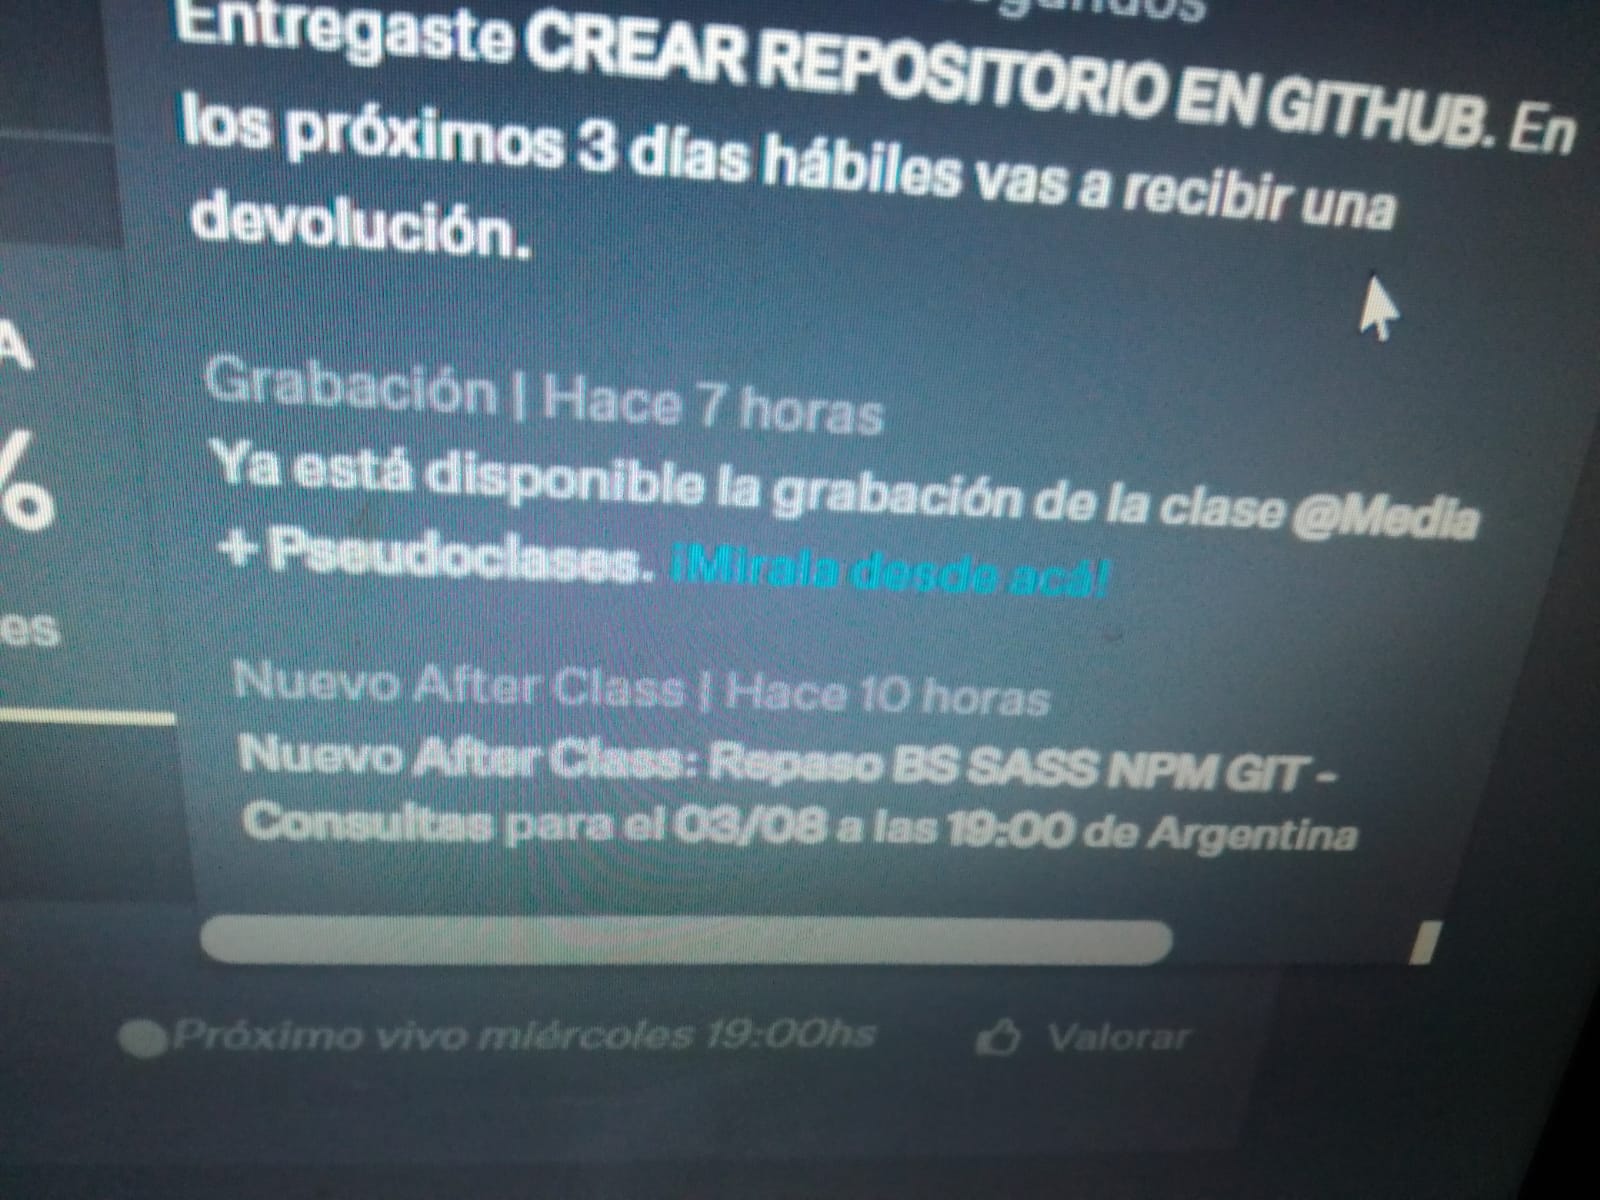 Entregaste CREAR REPOSITORIO EN GITHUB. En
los próximos 3 días hábiles vas a recibir una
devolución.
A
Grabación | Hace 7 horas
%
Ya está disponible la grabación de la clase @Media
+ Pseudoclases. ¡Mirala desde acá!
es
Nuevo After Class | Hace 10 horas
Nuevo After Class: Repaso BS SASS NPM GIT -
Consultas para el 03/08 a las 19:00 de Argentina
Próximo vivo miércoles 19:00hs
Valorar